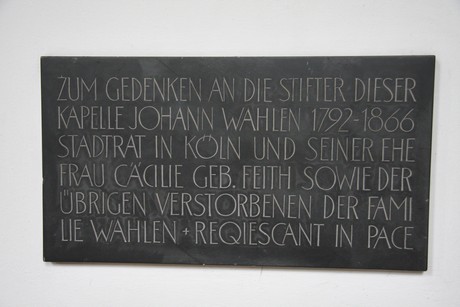 ZUM GEDENKEN AN DIE STIFTER DIESER
KAPELLE JOHANN WAHLEN 1792-1866
STADTRAT IN KÖLN UND SEINER EHE
FRAU CÄCILIE GEB. FEITH SOWIE DER
ÜBRIGEN VERSTORBENEN DER FAMI
LIE WAHLEN + REQIESCANT IN PACE